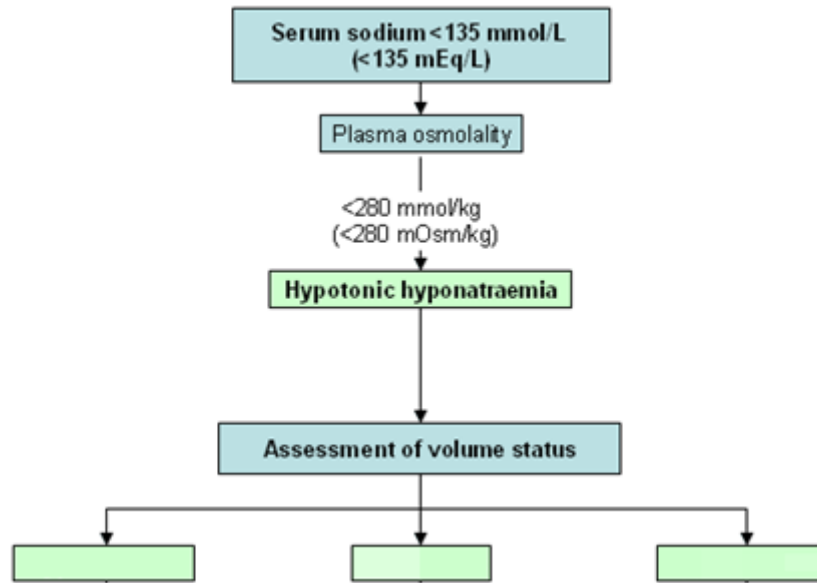 Serum sodium <135 mmol/L
(<135 mEq/L)
Plasma osmolality
<280 mmol/kg
(<280 mOsm/kg)
Hypotonic hyponatraemia
Assessment of volume status